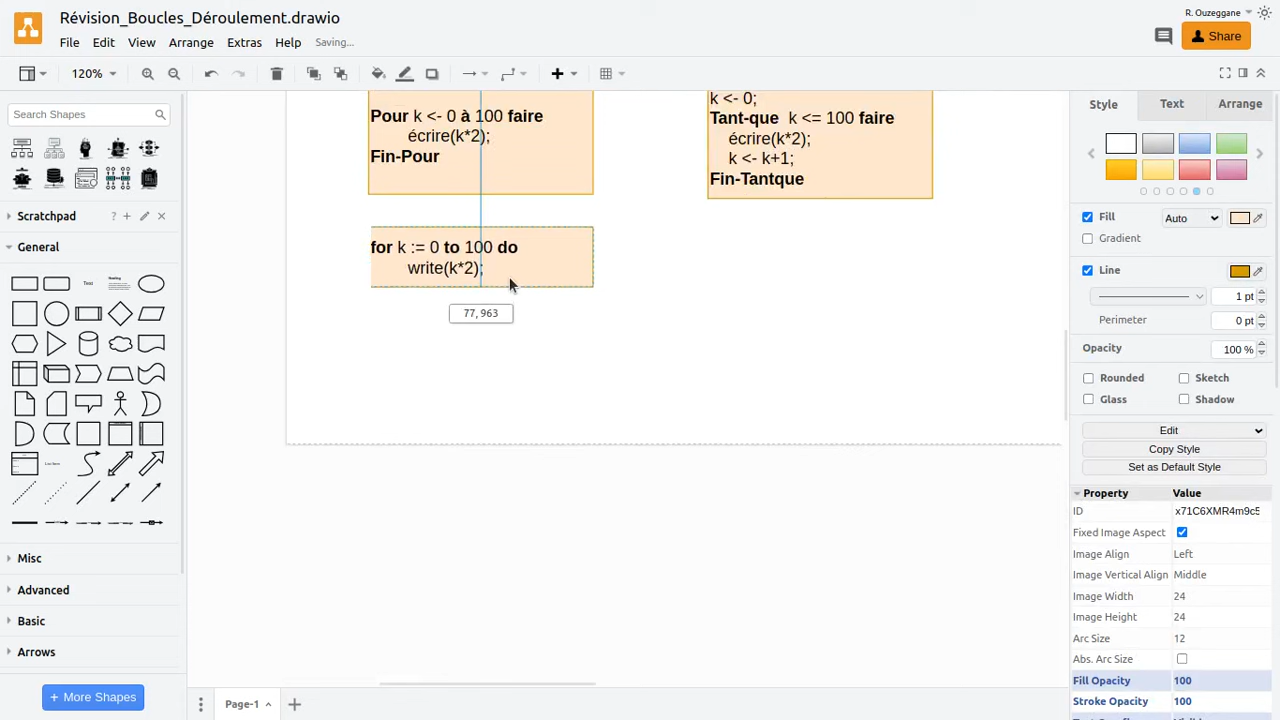 Révision_Boucles_Déroulement.drawio
R. Ouzeggane
File Edit View Arrange Extras Help Saving...
Share
120%
Search Shapes
Scratchpad
General
Text
Heading
List Item
Misc
Advanced
Basic
Arrows
+ More Shapes
Pour k <- 0 à 100 faire
écrire(k*2);
Fin-Pour
k <- 0;
Tant-que k <= 100 faire
écrire(k*2);
k <- k+1;
Fin-Tantque
for k := 0 to 100 do
write(k*2);
77, 963
Page-1
Style Text Arrange
Fill Auto
Gradient
Line
1 pt
Perimeter 0 pt
Opacity 100 %
Rounded Sketch
Glass Shadow
Edit
Copy Style
Set as Default Style
Property Value
ID x71C6XMR4m9c5
Fixed Image Aspect
Image Align Left
Image Vertical Align Middle
Image Width 24
Image Height 24
Arc Size 12
Abs. Arc Size
Fill Opacity 100
Stroke Opacity 100